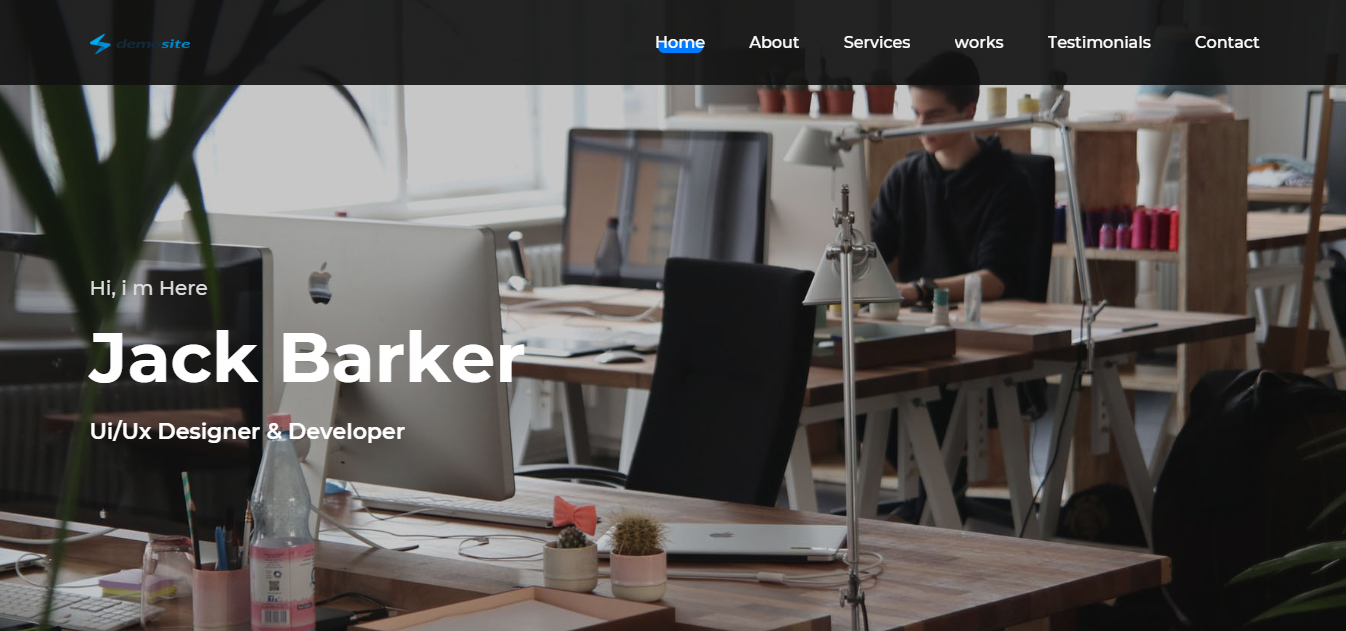 demosite
Home About Services works Testimonials Contact
Hi, i m Here
Jack Barker
Ui/Ux Designer & Developer